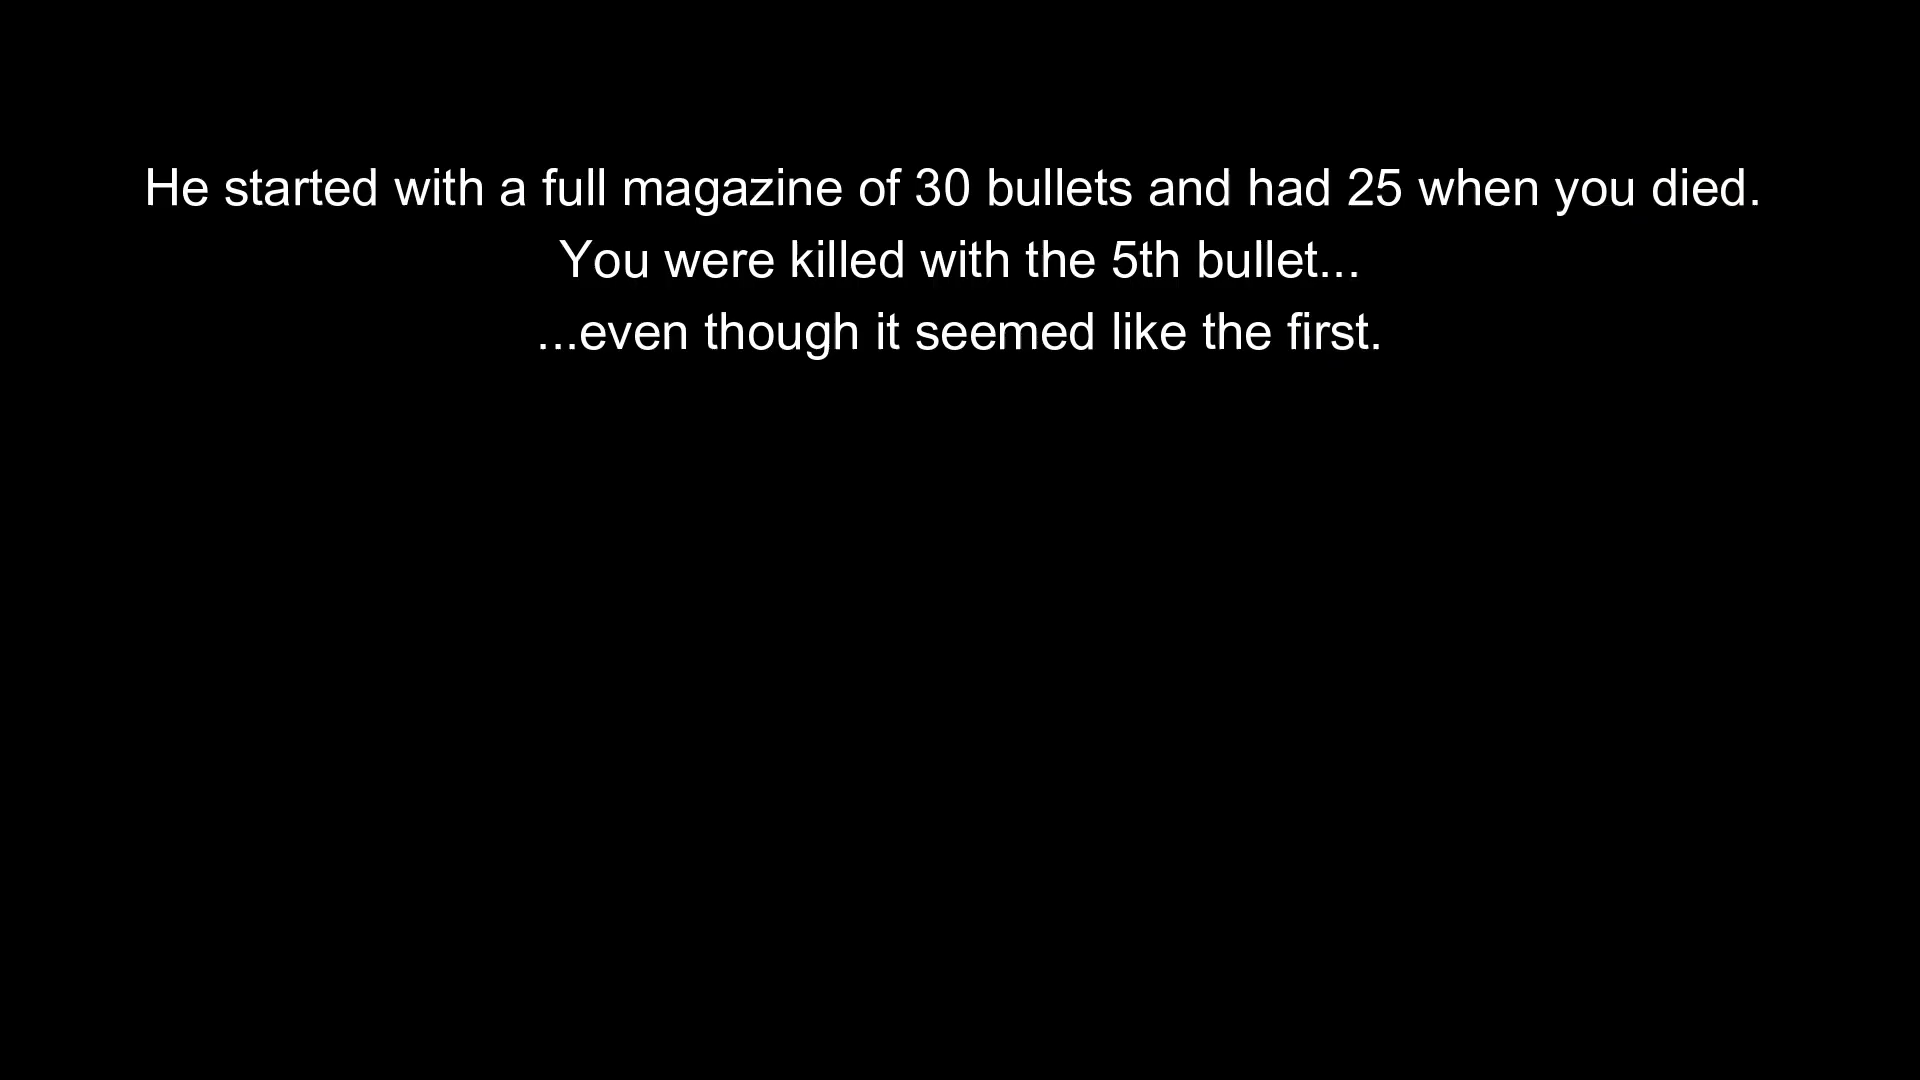 He started with a full magazine of 30 bullets and had 25 when you died.
You were killed with the 5th bullet...
...even though it seemed like the first.